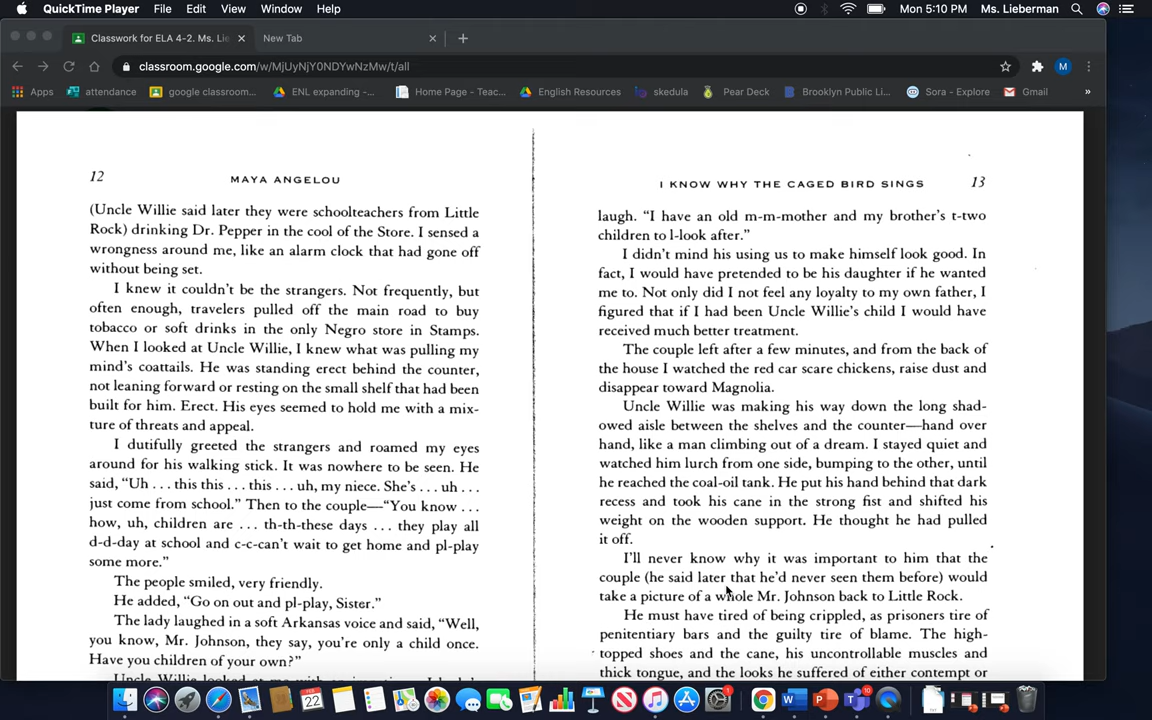 QuickTime Player File Edit View Window Help
Mon 5:10 PM Ms. Lieberman
Classwork for ELA 4-2. Ms. Lie
New Tab
classroom.google.com/w/MjUyNjY0NDYwNzMw/t/all
M
Apps attendance google classroom... ENL expanding -... Home Page - Teac... English Resources skedula Pear Deck Brooklyn Public Li... Sora - Explore Gmail »
12 MAYA ANGELOU
(Uncle Willie said later they were schoolteachers from Little
Rock) drinking Dr. Pepper in the cool of the Store. I sensed a
wrongness around me, like an alarm clock that had gone off
without being set.
I knew it couldn't be the strangers. Not frequently, but
often enough, travelers pulled off the main road to buy
tobacco or soft drinks in the only Negro store in Stamps.
When I looked at Uncle Willie, I knew what was pulling my
mind's coattails. He was standing erect behind the counter,
not leaning forward or resting on the small shelf that had been
built for him. Erect. His eyes seemed to hold me with a mix-
ture of threats and appeal.
I dutifully greeted the strangers and roamed my eyes
around for his walking stick. It was nowhere to be seen. He
said, "Uh . . . this this . . . this . . . uh, my niece. She's . . . uh . . .
just come from school." Then to the couple—"You know . . .
how, uh, children are . . . th-th-these days . . . they play all
d-d-day at school and c-c-can't wait to get home and pl-play
some more."
The people smiled, very friendly.
He added, "Go on out and pl-play, Sister."
The lady laughed in a soft Arkansas voice and said, "Well,
you know, Mr. Johnson, they say, you're only a child once.
Have you children of your own?"
Uncle Willie looked at me with an
I KNOW WHY THE CAGED BIRD SINGS 13
laugh. "I have an old m-m-mother and my brother's t-two
children to l-look after."
I didn't mind his using us to make himself look good. In
fact, I would have pretended to be his daughter if he wanted
me to. Not only did I not feel any loyalty to my own father, I
figured that if I had been Uncle Willie's child I would have
received much better treatment.
The couple left after a few minutes, and from the back of
the house I watched the red car scare chickens, raise dust and
disappear toward Magnolia.
Uncle Willie was making his way down the long shad-
owed aisle between the shelves and the counter—hand over
hand, like a man climbing out of a dream. I stayed quiet and
watched him lurch from one side, bumping to the other, until
he reached the coal-oil tank. He put his hand behind that dark
recess and took his cane in the strong fist and shifted his
weight on the wooden support. He thought he had pulled
it off.
I'll never know why it was important to him that the
couple (he said later that he'd never seen them before) would
take a picture of a whole Mr. Johnson back to Little Rock.
He must have tired of being crippled, as prisoners tire of
penitentiary bars and the guilty tire of blame. The high-
topped shoes and the cane, his uncontrollable muscles and
thick tongue, and the looks he suffered of either contempt or